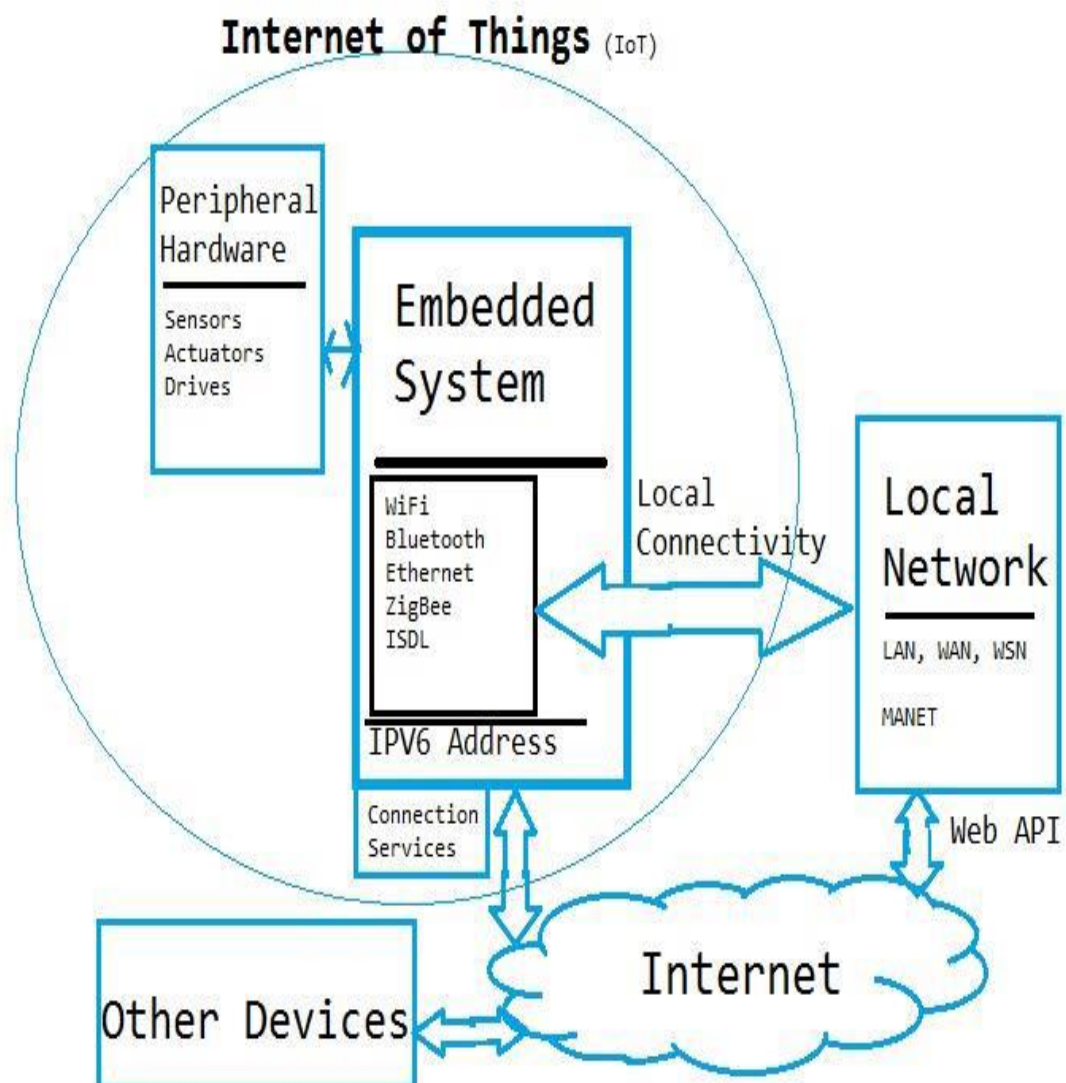 Internet of Things (IoT)
Peripheral
Hardware
Sensors
Actuators
Drives
Embedded
System
WiFi
Bluetooth
Ethernet
ZigBee
ISDL
IPV6 Address
Connection
Services
Local
Connectivity
Local
Network
LAN, WAN, WSN
MANET
Web API
Internet
Other Devices